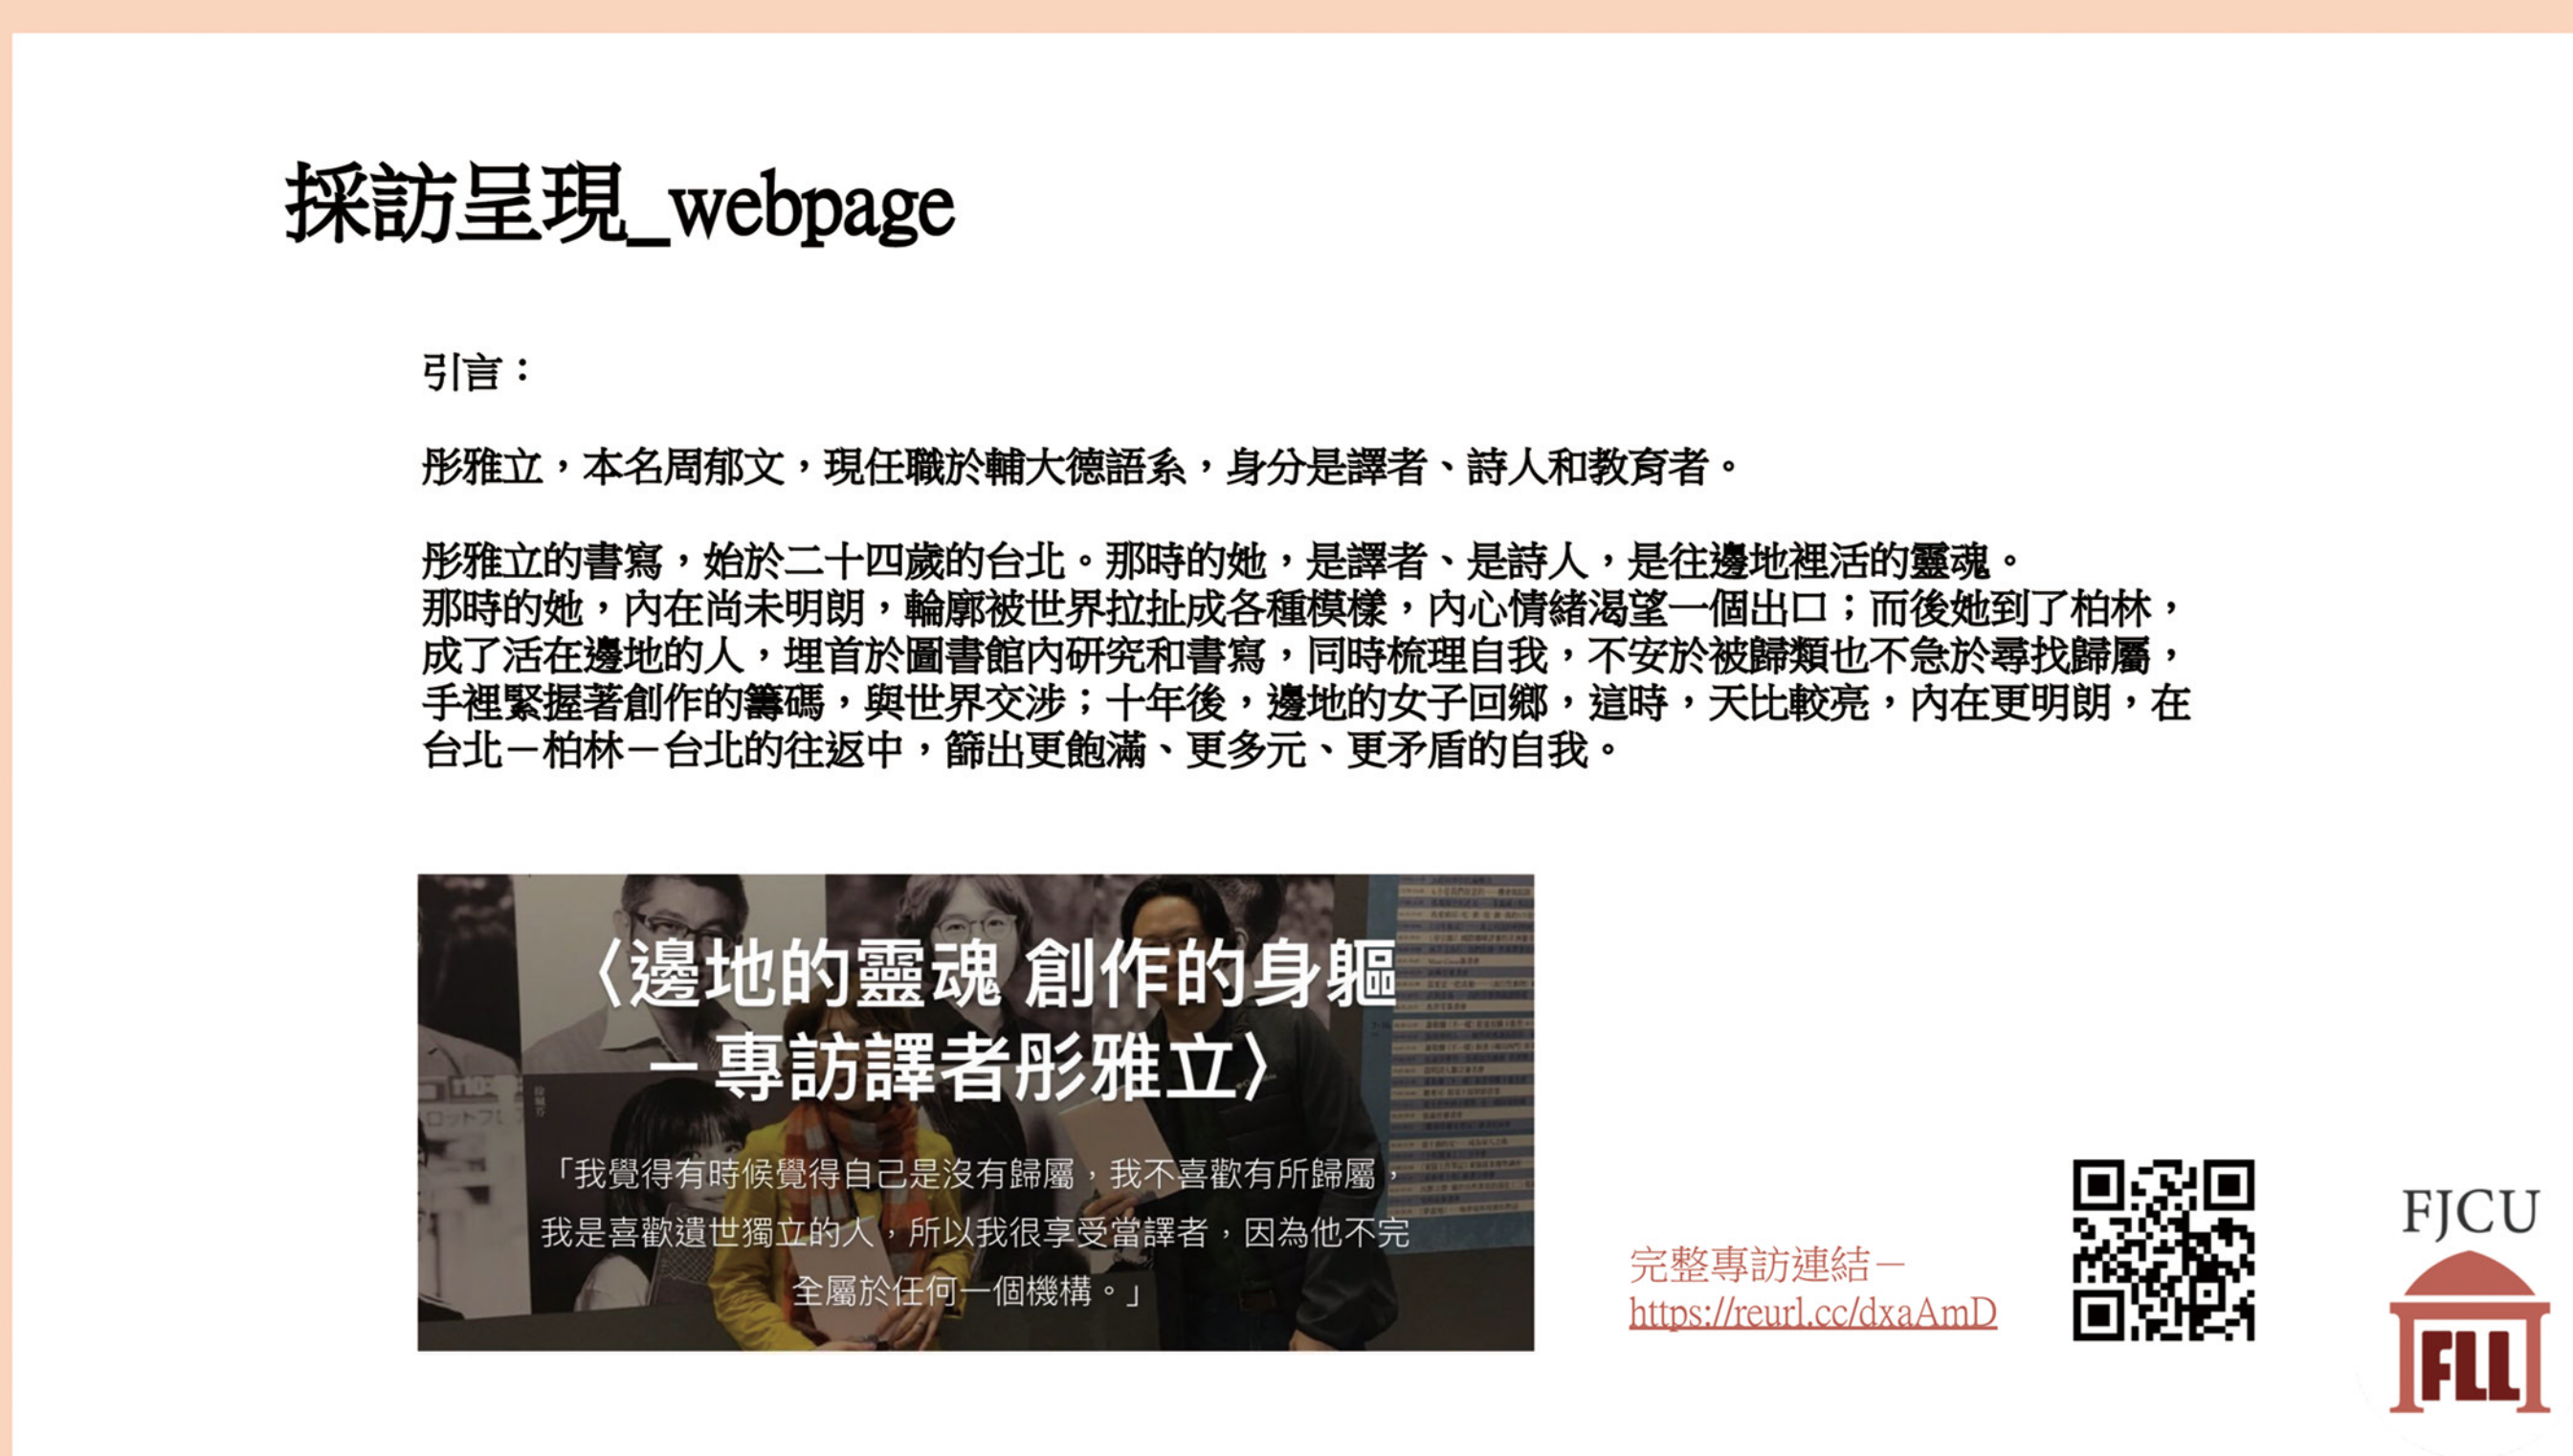 採訪呈現_webpage
引言：
彤雅立，本名周郁文，現任職於輔大德語系，身分是譯者、詩人和教育者。
彤雅立的書寫，始於二十四歲的台北。那時的她，是譯者、是詩人，是往邊地裡活的靈魂。
那時的她，內在尚未明朗，輪廓被世界拉扯成各種模樣，內心情緒渴望一個出口；而後她到了柏林，
成了活在邊地的人，埋首於圖書館內研究和書寫，同時梳理自我，不安於被歸類也不急於尋找歸屬，
手裡緊握著創作的籌碼，與世界交涉；十年後，邊地的女子回鄉，這時，天比較亮，內在更明朗，在
台北－柏林－台北的往返中，篩出更飽滿、更多元、更矛盾的自我。
〈邊地的靈魂 創作的身軀
－專訪譯者彤雅立〉
「我覺得有時候覺得自己是沒有歸屬，我不喜歡有所歸屬，
我是喜歡遺世獨立的人，所以我很享受當譯者，因為他不完
全屬於任何一個機構。」
完整專訪連結－
https://reurl.cc/dxaAmD
FJCU
FLL